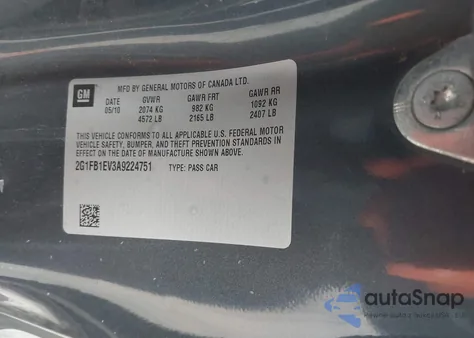 GM
MFD BY GENERAL MOTORS OF CANADA LTD.
DATE GVWR GAWR FRT GAWR RR
05/10 2074 KG 982 KG 1092 KG
4572 LB 2165 LB 2407 LB
THIS VEHICLE CONFORMS TO ALL APPLICABLE U.S. FEDERAL MOTOR
VEHICLE SAFETY, BUMPER, AND THEFT PREVENTION STANDARDS IN
EFFECT ON THE DATE OF MANUFACTURE SHOWN ABOVE.
2G1FB1EV3A9224751 TYPE: PASS CAR
autoSnap